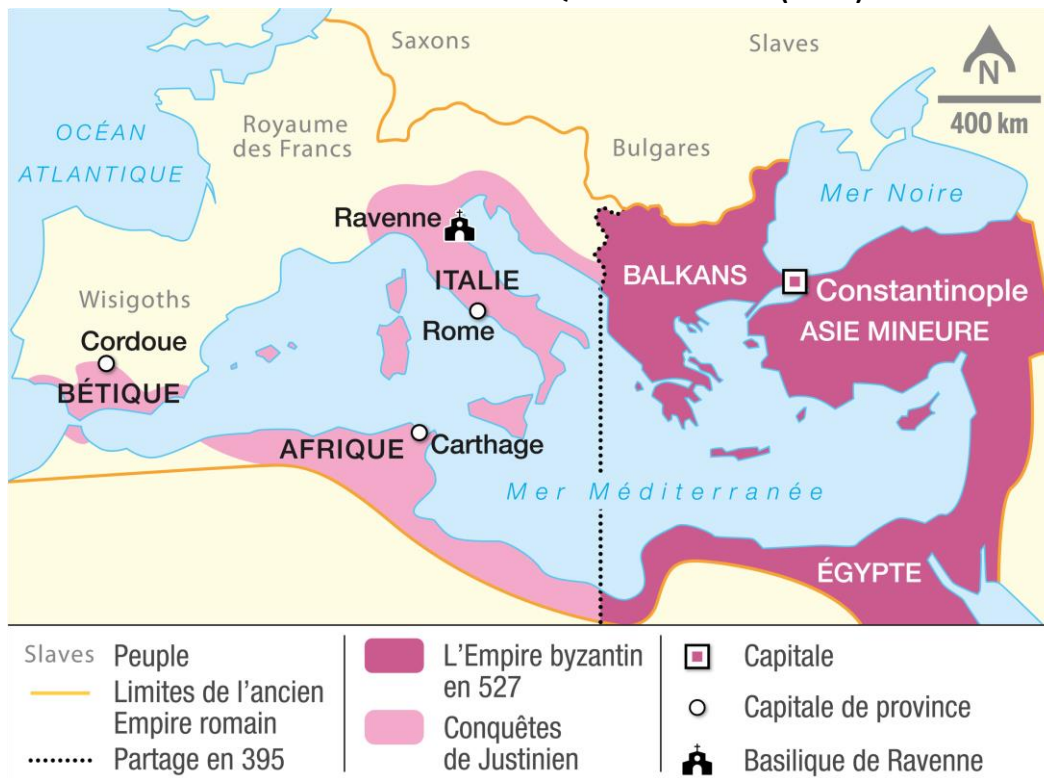 Saxons
Slaves
N
400 km
OCÉAN
ATLANTIQUE
Royaume
des Francs
Bulgares
Mer Noire
Ravenne
ITALIE
BALKANS
Constantinople
ASIE MINEURE
Wisigoths
Rome
Cordoue
BÉTIQUE
AFRIQUE
Carthage
Mer Méditerranée
ÉGYPTE
Slaves Peuple
Limites de l'ancien
Empire romain
Partage en 395
L'Empire byzantin
en 527
Conquêtes
de Justinien
Capitale
Capitale de province
Basilique de Ravenne